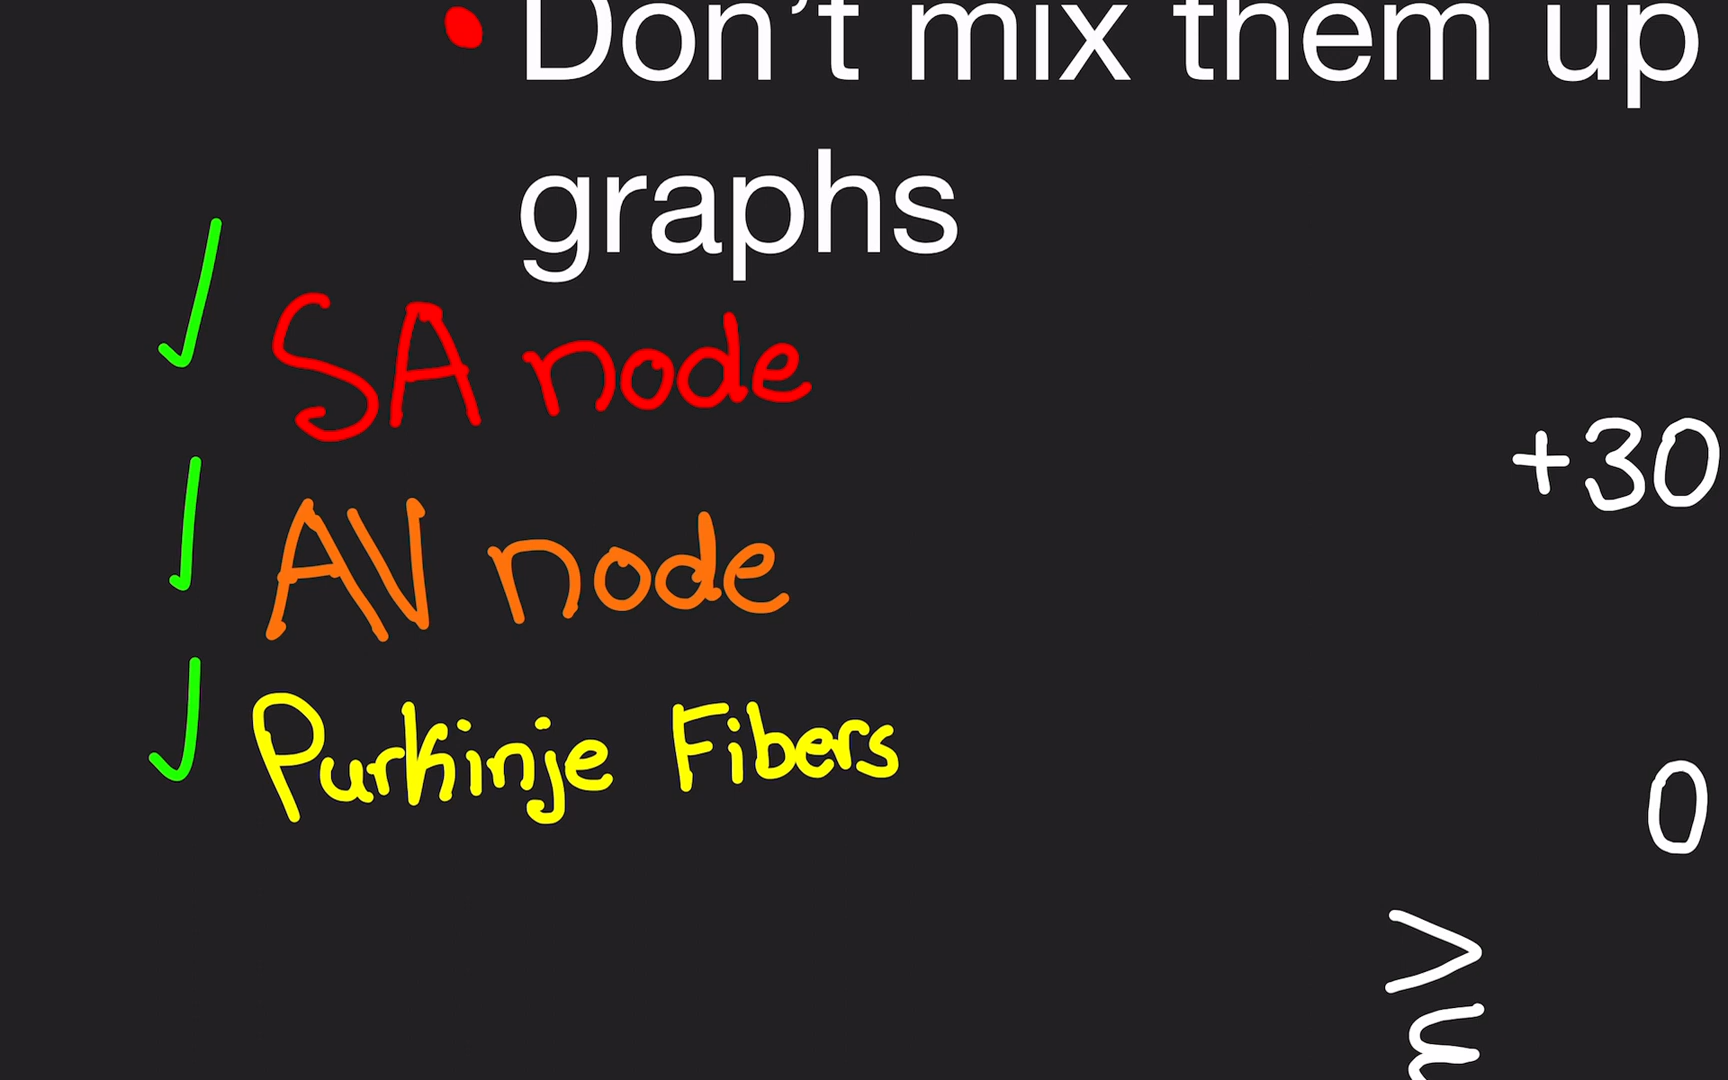 • Don't mix them up
graphs
SA node
AV node
Purkinje Fibers
+30
0
mV